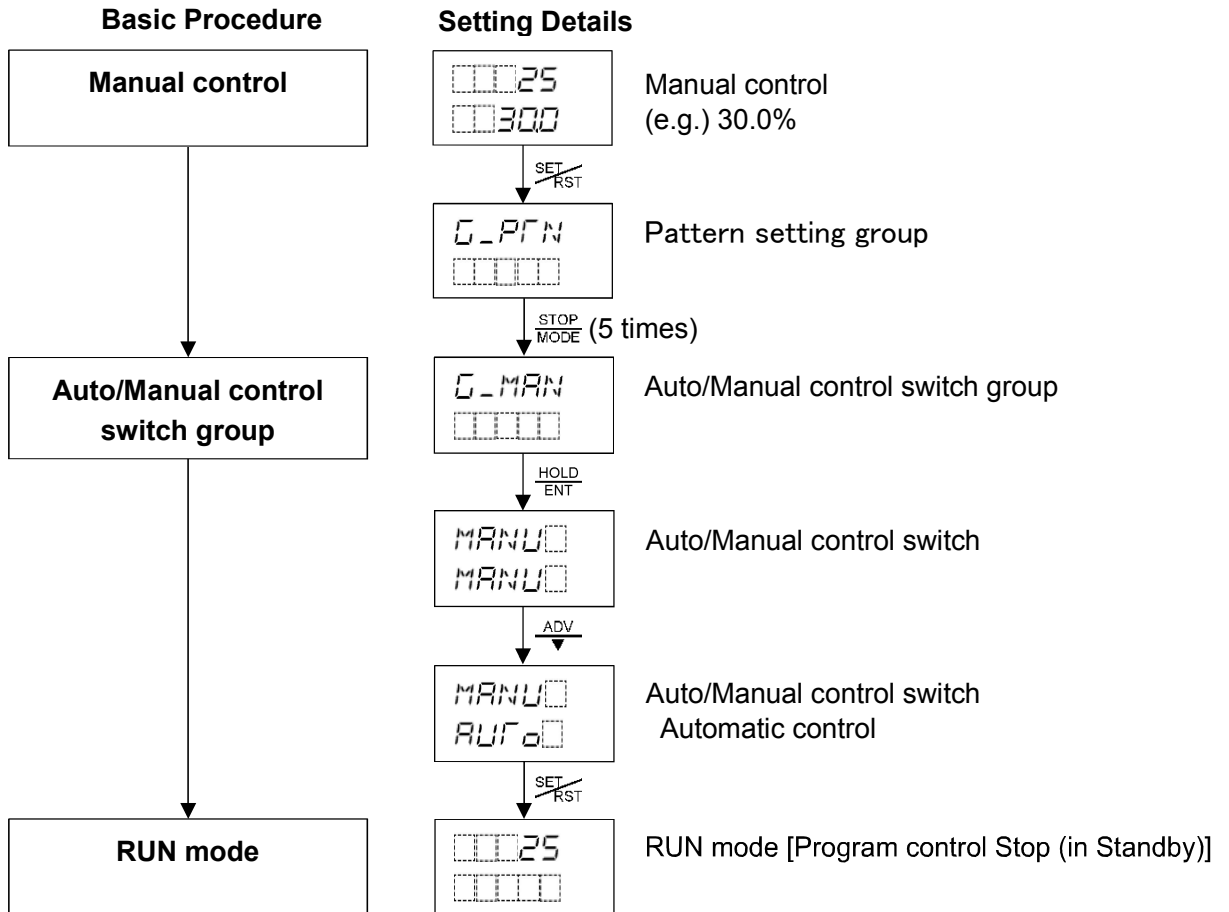 Basic Procedure
Setting Details
Manual control
25
30.0
Manual control
(e.g.) 30.0%
SET/RST
G_PTN
Pattern setting group
STOP
MODE (5 times)
Auto/Manual control
switch group
G_MAN
Auto/Manual control switch group
HOLD
ENT
MANU
MANU
Auto/Manual control switch
ADV
▼
MANU
AUTo
Auto/Manual control switch
Automatic control
SET/RST
RUN mode
25
RUN mode [Program control Stop (in Standby)]